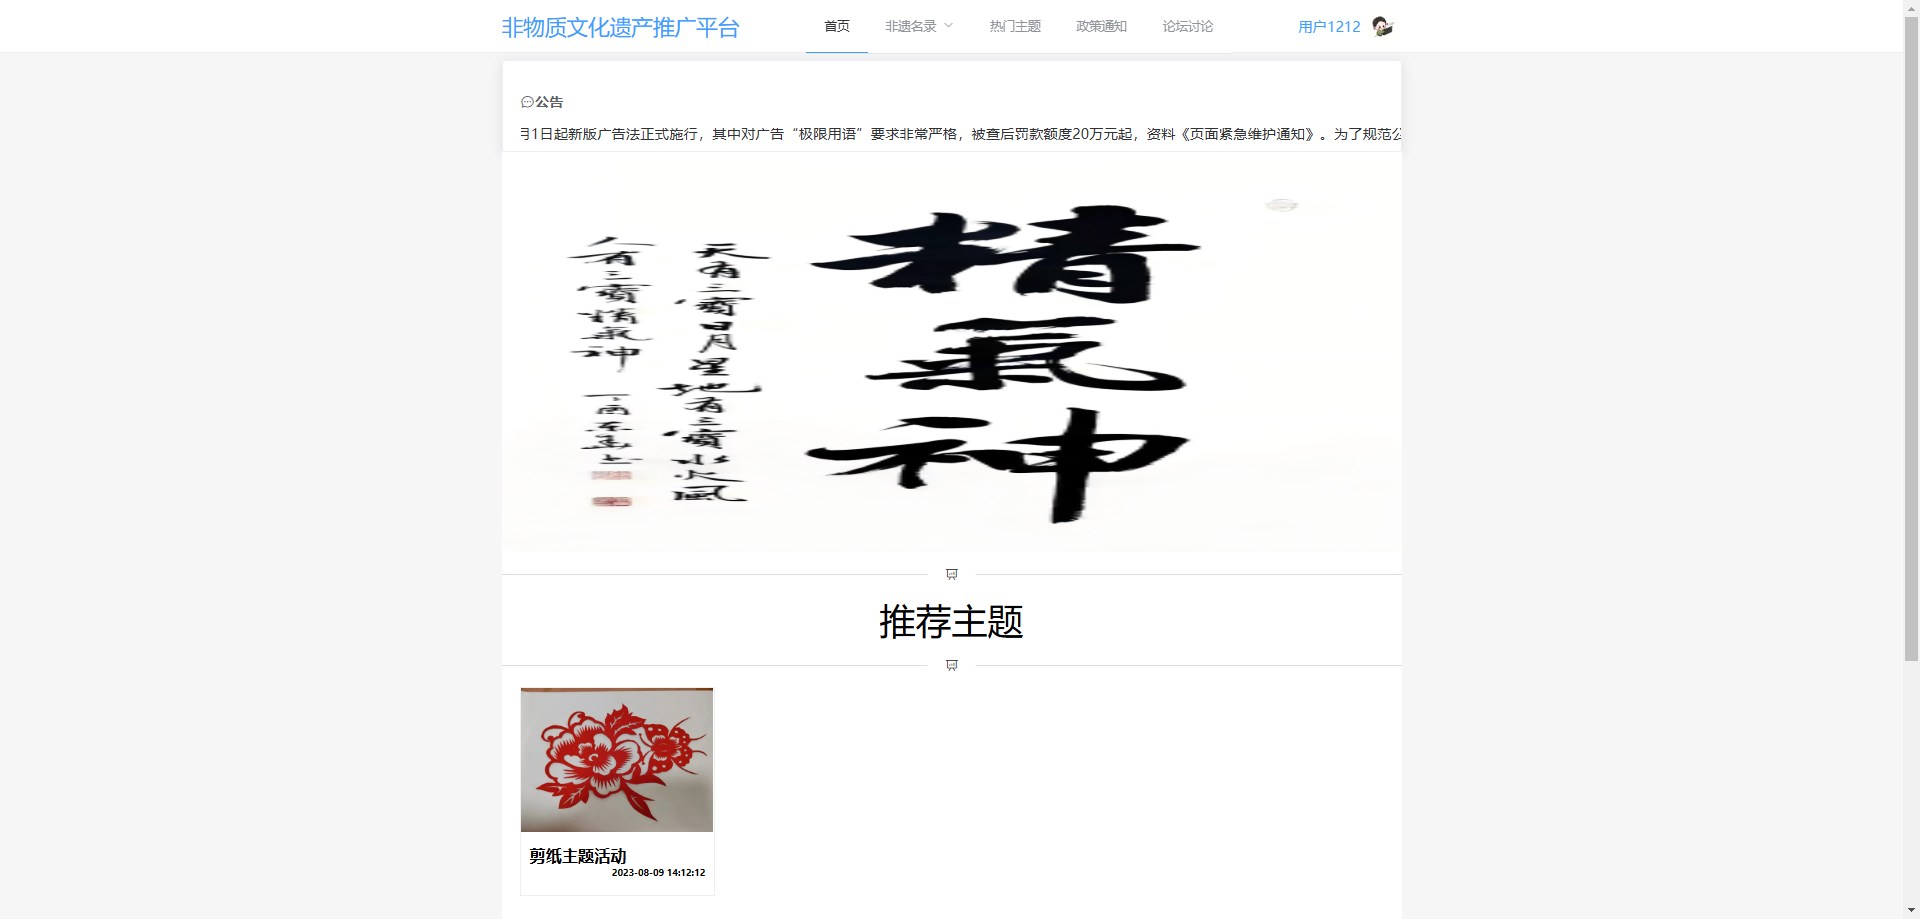 非物质文化遗产推广平台
首页 非遗名录 热门主题 政策通知 论坛讨论
用户1212
公告
月1日起新版广告法正式施行，其中对广告“极限用语”要求非常严格，被查后罚款额度20万元起，资料《页面紧急维护通知》。为了规范公
精氣神
天有三寶日月星地有三寶水火風
人有三寶精氣神
推荐主题
剪纸主题活动
2023-08-09 14:12:12